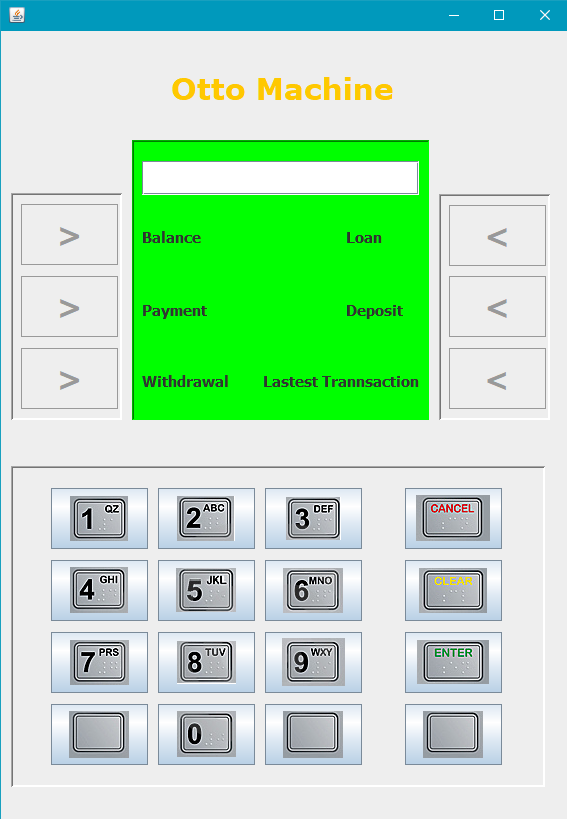 Otto Machine
> <
Balance Loan
> <
Payment Deposit
> <
Withdrawal Lastest Trannsaction
1 QZ 2 ABC 3 DEF CANCEL
4 GHI 5 JKL 6 MNO CLEAR
7 PRS 8 TUV 9 WXY ENTER
0